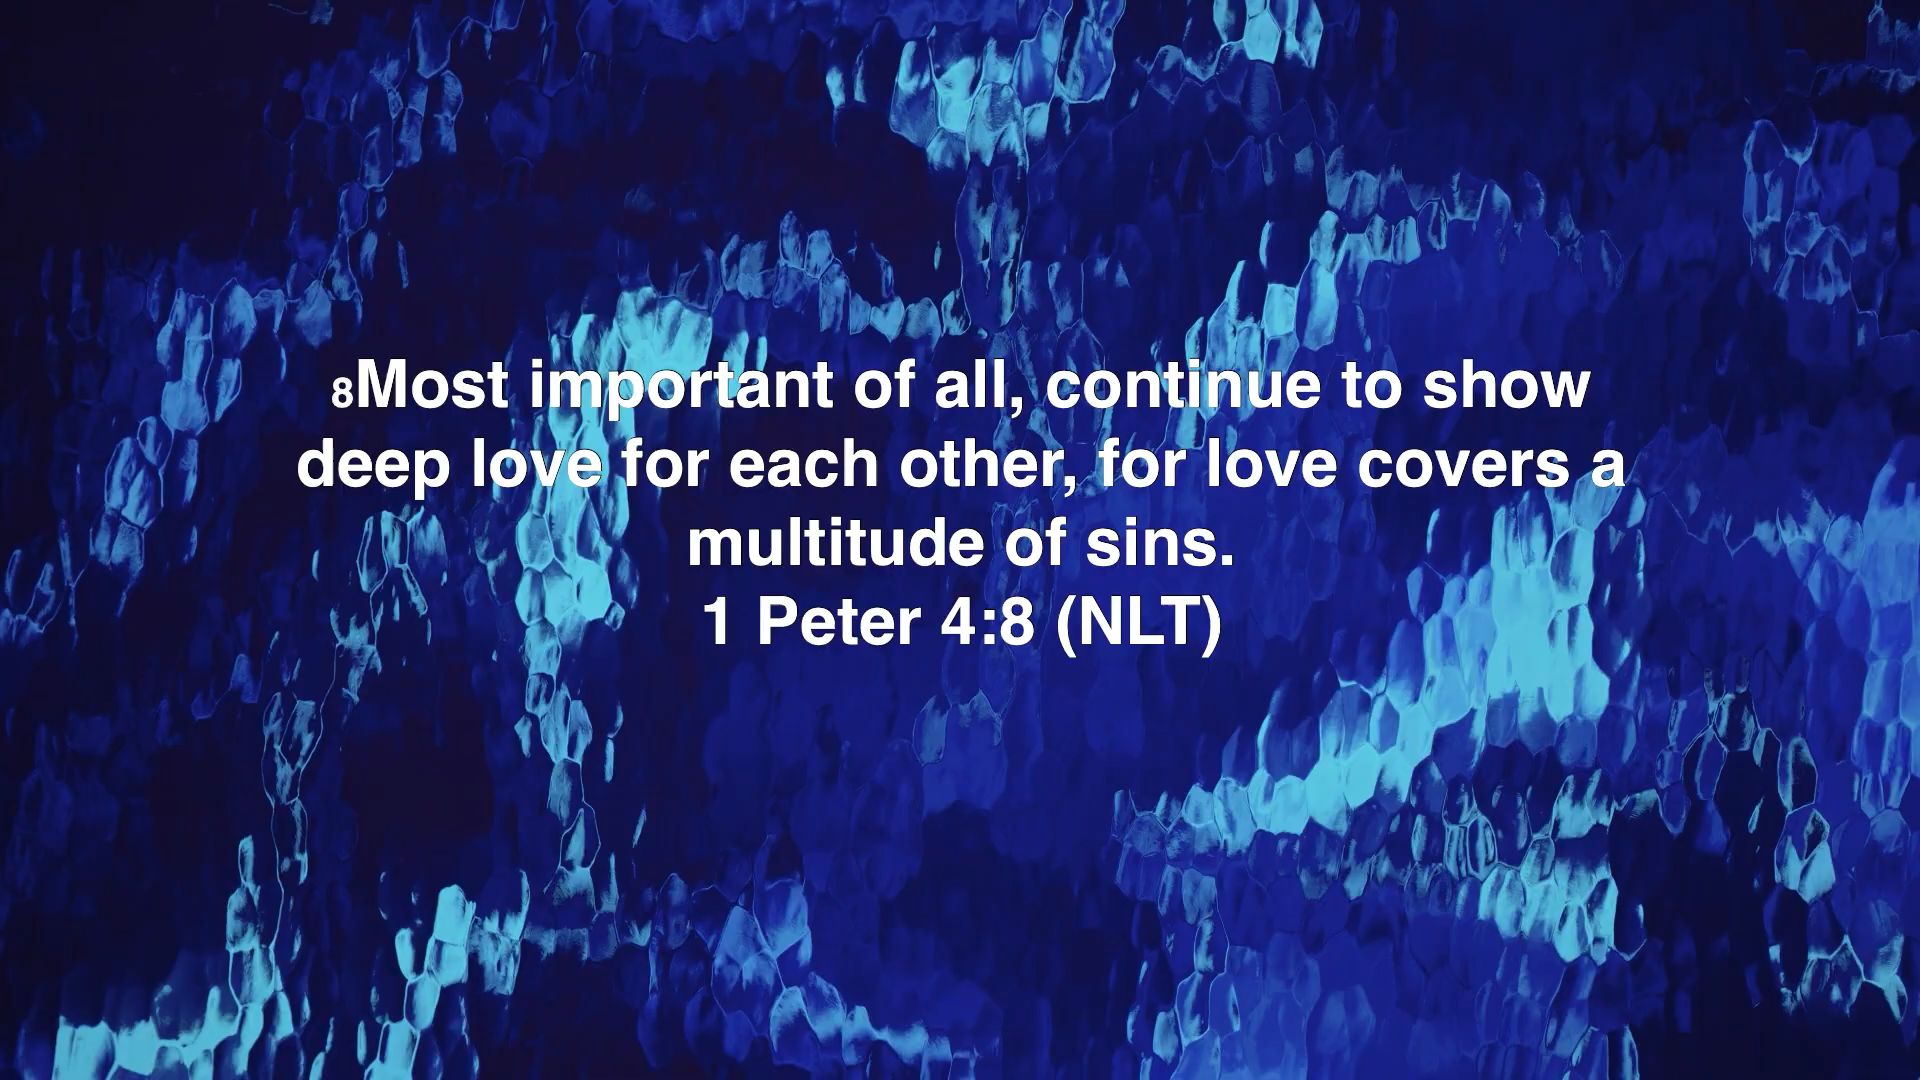 8Most important of all, continue to show
deep love for each other, for love covers a
multitude of sins.
1 Peter 4:8 (NLT)